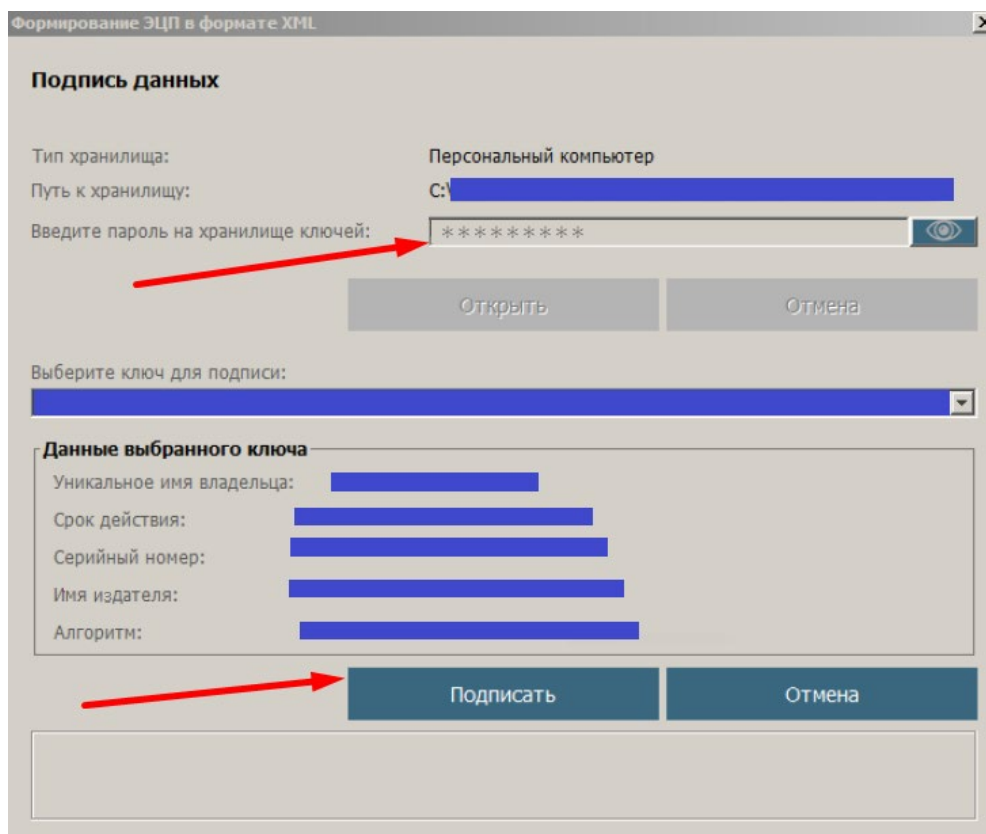 Формирование ЭЦП в формате XML
Подпись данных
Тип хранилища: Персональный компьютер
Путь к хранилищу: C:\
Введите пароль на хранилище ключей: *********
Открыть Отмена
Выберите ключ для подписи:
Данные выбранного ключа
Уникальное имя владельца:
Срок действия:
Серийный номер:
Имя издателя:
Алгоритм:
Подписать Отмена